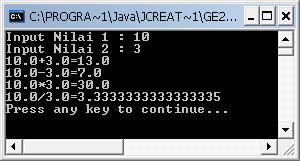 C:\PROGRA~1\Java\JCREAT~1\GE2...
Input Nilai 1 : 10
Input Nilai 2 : 3
10.0+3.0=13.0
10.0-3.0=7.0
10.0*3.0=30.0
10.0/3.0=3.3333333333333335
Press any key to continue...